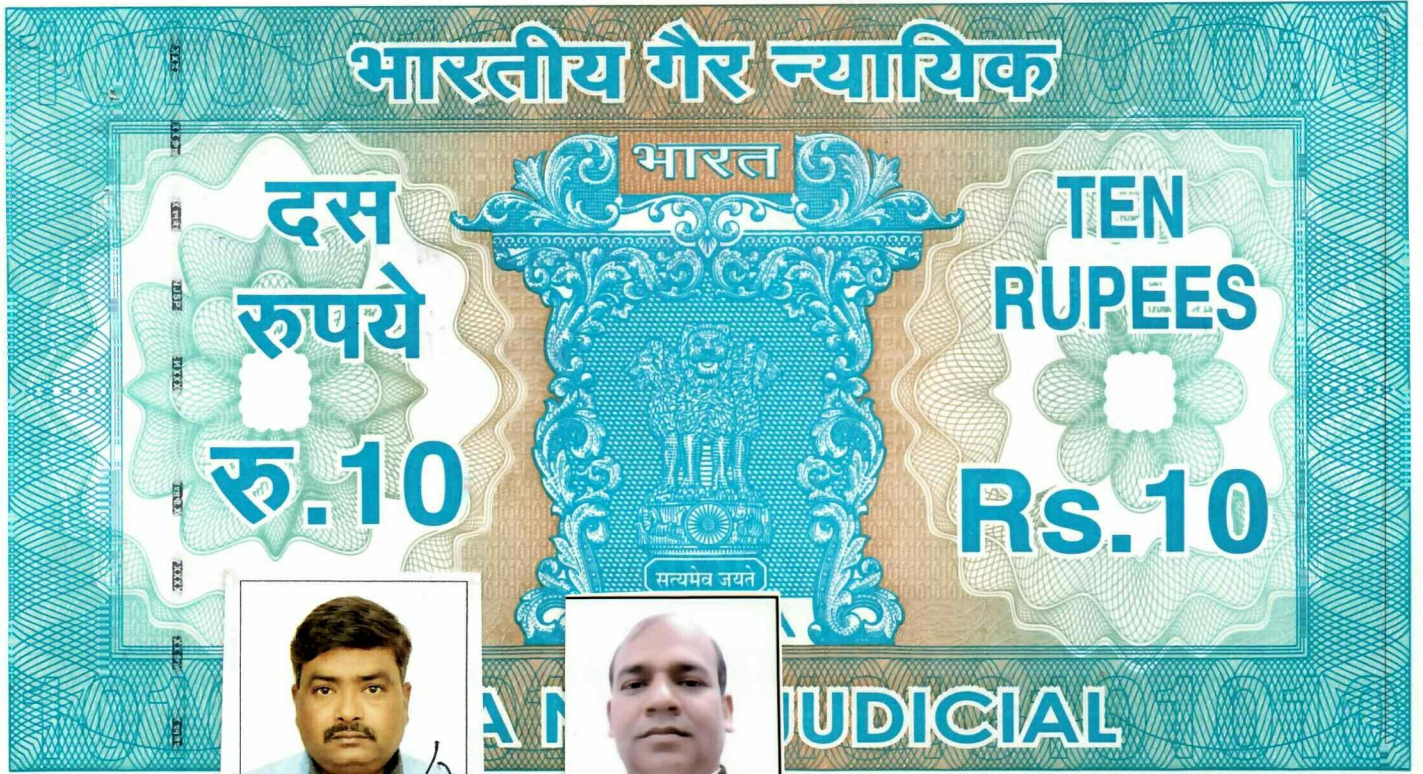 भारतीय गैर न्यायिक
भारत
दस
रुपये
रु.10
TEN
RUPEES
Rs.10
सत्यमेव जयते
A
A N
JUDICIAL